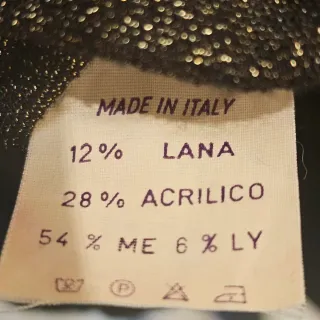 MADE IN ITALY
12% LANA
28% ACRILICO
54 % ME 6 % LY
P